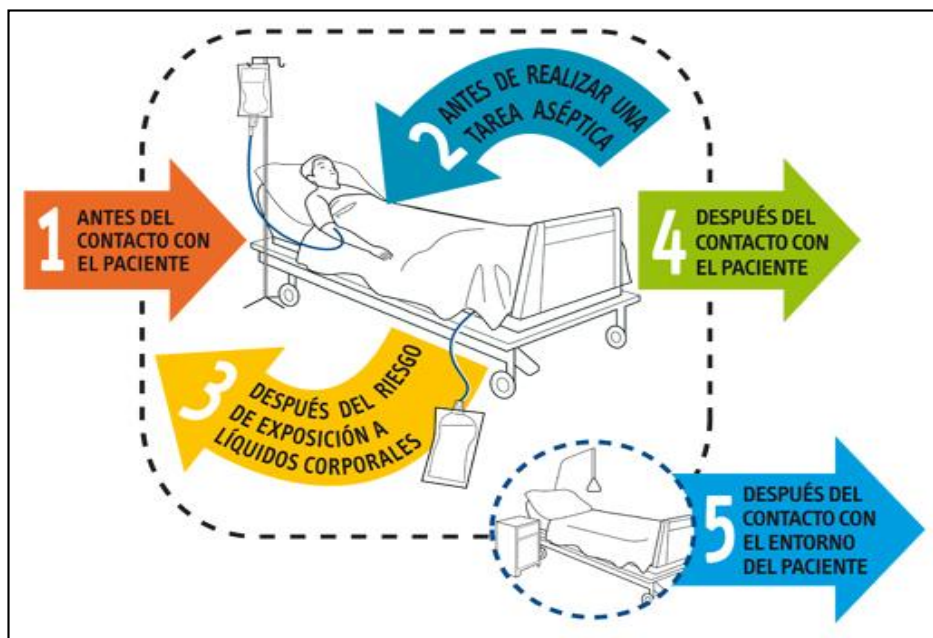 1
ANTES DEL
CONTACTO CON
EL PACIENTE
2
ANTES DE REALIZAR UNA
TAREA ASÉPTICA
3
DESPUÉS DEL RIESGO
DE EXPOSICIÓN A
LÍQUIDOS CORPORALES
4
DESPUÉS DEL
CONTACTO CON
EL PACIENTE
5
DESPUÉS DEL
CONTACTO CON
EL ENTORNO
DEL PACIENTE